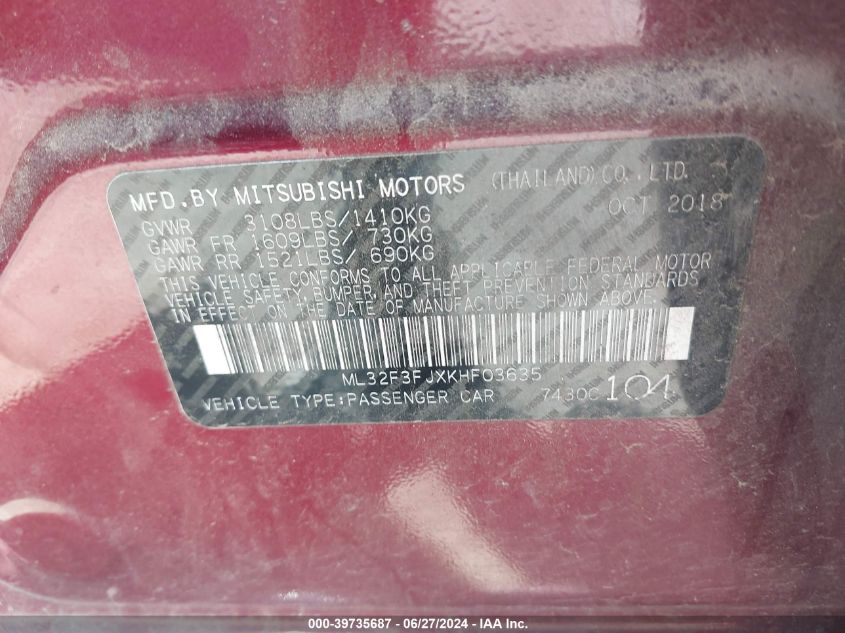 MFD.BY MITSUBISHI MOTORS (THAILAND)CO.,LTD.
GVWR 3108LBS/1410KG OCT 2018
GAWR FR 1609LBS/ 730KG
GAWR RR 1521LBS/ 690KG
THIS VEHICLE CONFORMS TO ALL APPLICABLE FEDERAL MOTOR
VEHICLE SAFETY, BUMPER,AND THEFT PREVENTION STANDARDS
IN EFFECT ON THE DATE OF MANUFACTURE SHOWN ABOVE.
ML32F3FJXKHF03635
VEHICLE TYPE:PASSENGER CAR 7430C 104
000-39735687 / 06/27/2024 - © IAA Inc.